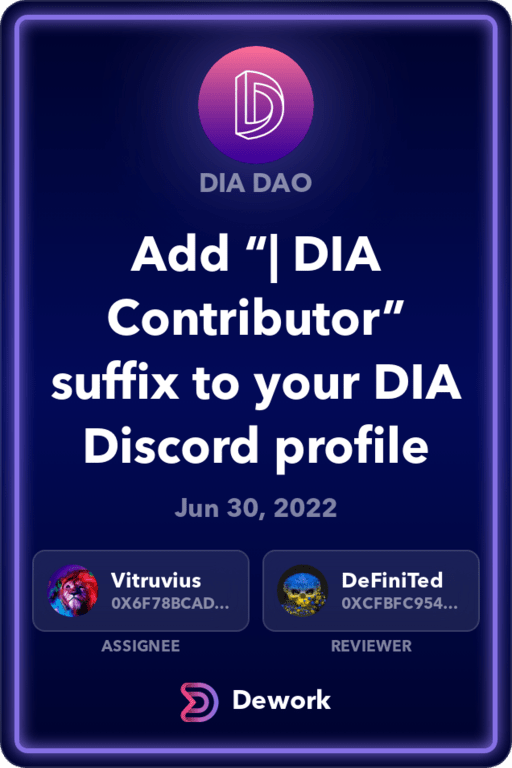 DIA DAO
Add “| DIA
Contributor”
suffix to your DIA
Discord profile
Jun 30, 2022
Vitruvius
0X6F78BCAD...
ASSIGNEE
DeFiniTed
0XCFBFC954...
REVIEWER
Dework